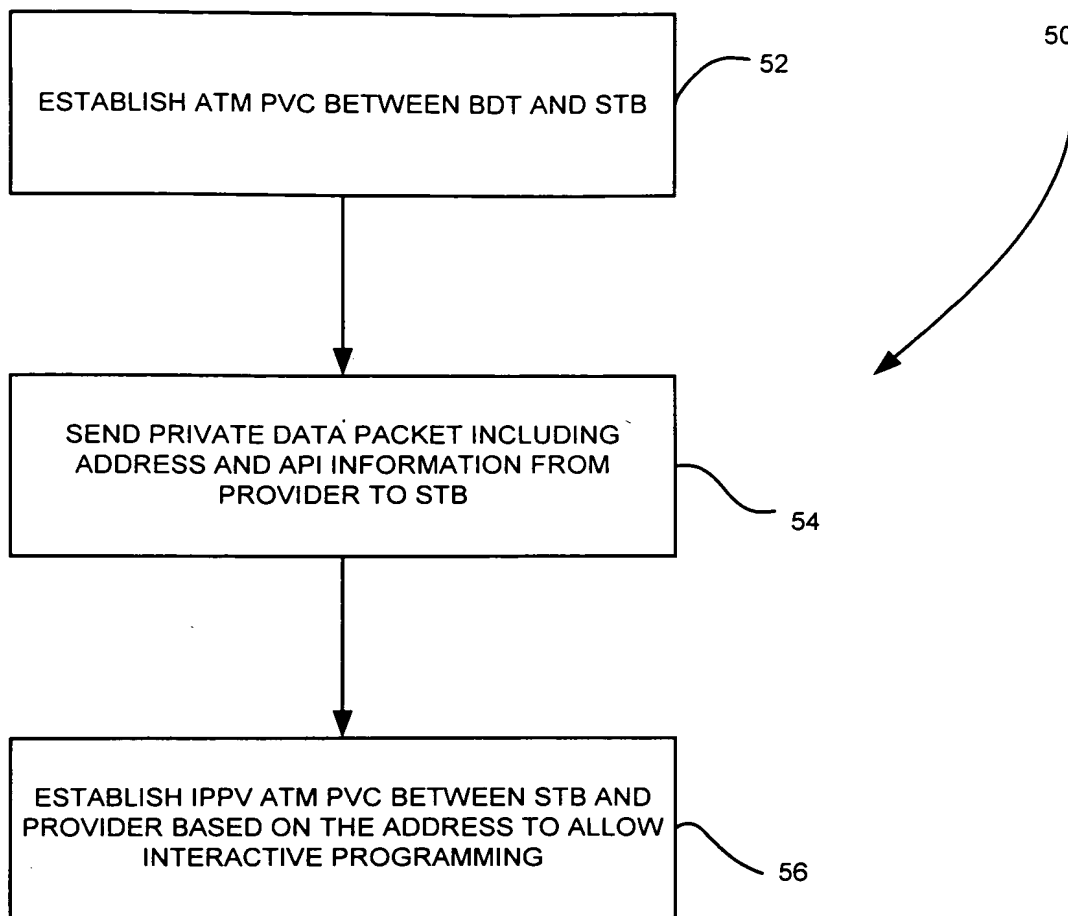 50
52
ESTABLISH ATM PVC BETWEEN BDT AND STB
SEND PRIVATE DATA PACKET INCLUDING
ADDRESS AND API INFORMATION FROM
PROVIDER TO STB
54
ESTABLISH IPPV ATM PVC BETWEEN STB AND
PROVIDER BASED ON THE ADDRESS TO ALLOW
INTERACTIVE PROGRAMMING
56